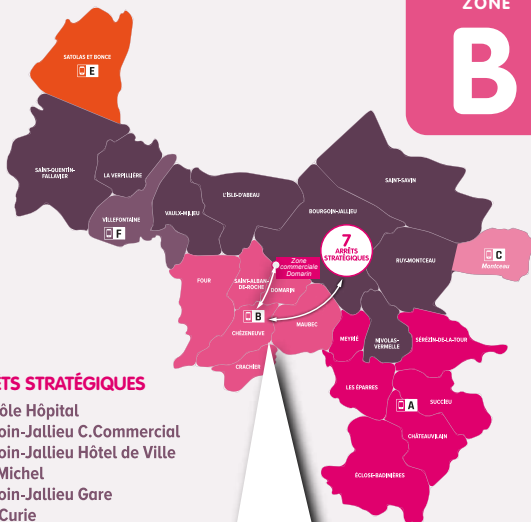 ZONE
B
SATOLAS ET BONCE
E
SAINT-QUENTIN-
FALLAVIER
LA VERPILLIÈRE
VILLEFONTAINE
F
VAULX-MILIEU
L'ISLE-D'ABEAU
BOURGOIN-JALLIEU
SAINT-SAVIN
7
ARRÊTS
STRATÉGIQUES
RUY-MONTCEAU
C
Montceau
Zone
commerciale
Domarin
FOUR
SAINT-ALBAN-
DE-ROCHE
DOMARIN
B
CHÈZENEUVE
MAUBEC
CRACHIER
MEYRIÉ
NIVOLAS-
VERMELLE
SÉRÉZIN-DE-LA-TOUR
LES ÉPARRES
A
SUCCIEU
CHÂTEAUVILAIN
ÉCLOSE-BADINIÈRES
TS STRATÉGIQUES
ôle Hôpital
oin-Jallieu C.Commercial
oin-Jallieu Hôtel de Ville
Michel
oin-Jallieu Gare
Curie